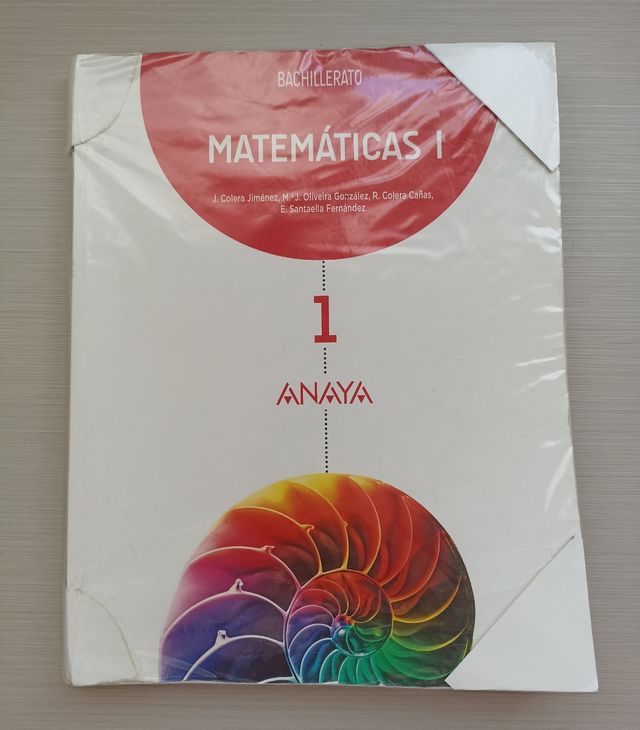 BACHILLERATO
MATEMÁTICAS I
J. Colera Jiménez, M.ª J. Oliveira González, R. Colera Cañas,
E. Santaella Fernández
1
ANAYA